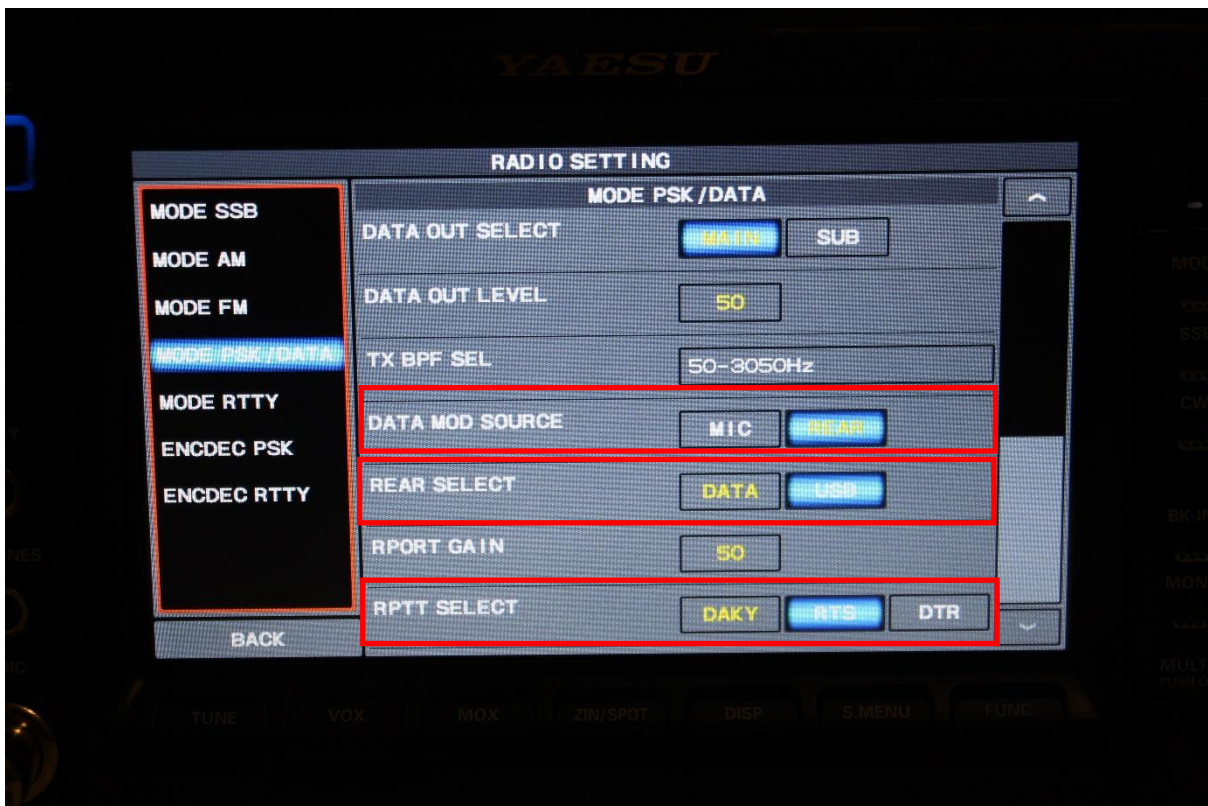 YAESU
RADIO SETTING
MODE SSB
MODE AM
MODE FM
MODE PSK/DATA
MODE RTTY
ENCDEC PSK
ENCDEC RTTY
BACK
MODE PSK/DATA
DATA OUT SELECT MAIN SUB
DATA OUT LEVEL 50
TX BPF SEL 50-3050Hz
DATA MOD SOURCE MIC REAR
REAR SELECT DATA USB
RPORT GAIN 50
RPTT SELECT DAKY RTS DTR
TUNE VOX MOX ZIN/SPOT DISP S.MENU FUNC